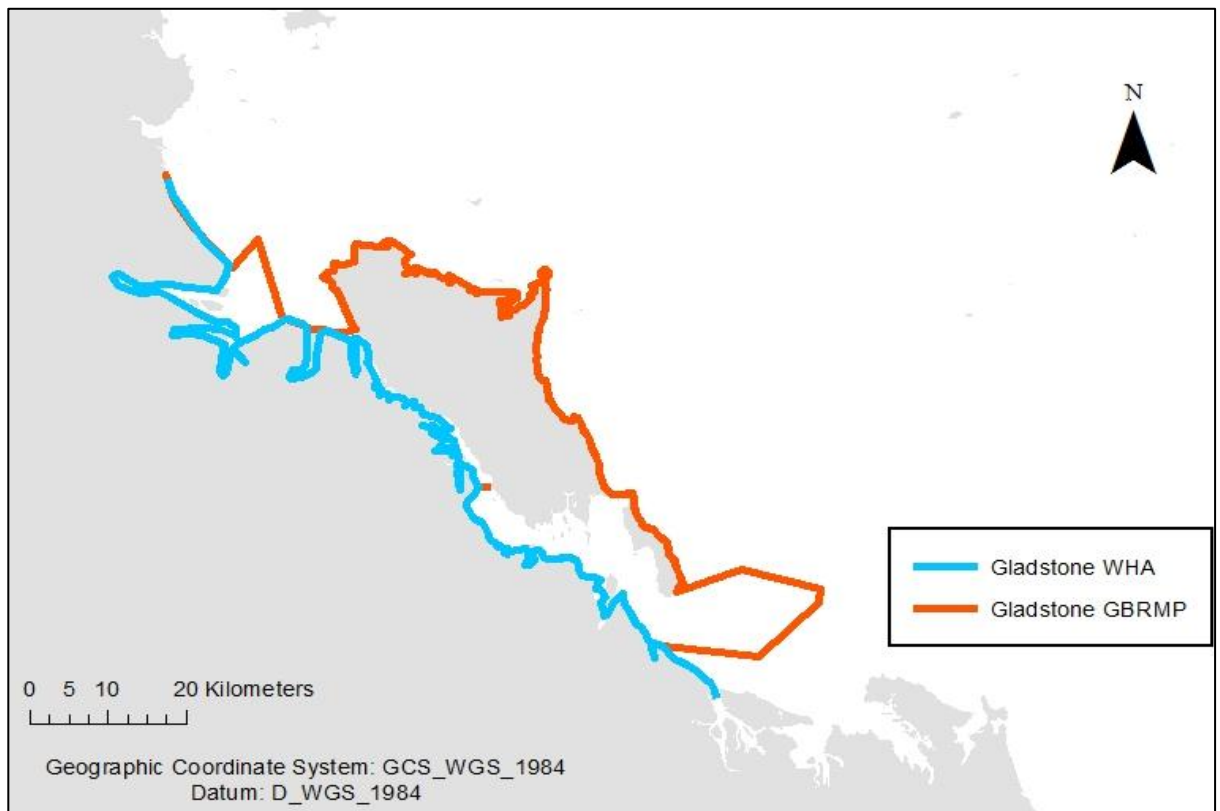 N
Gladstone WHA
Gladstone GBRMP
0 5 10 20 Kilometers
Geographic Coordinate System: GCS_WGS_1984
Datum: D_WGS_1984